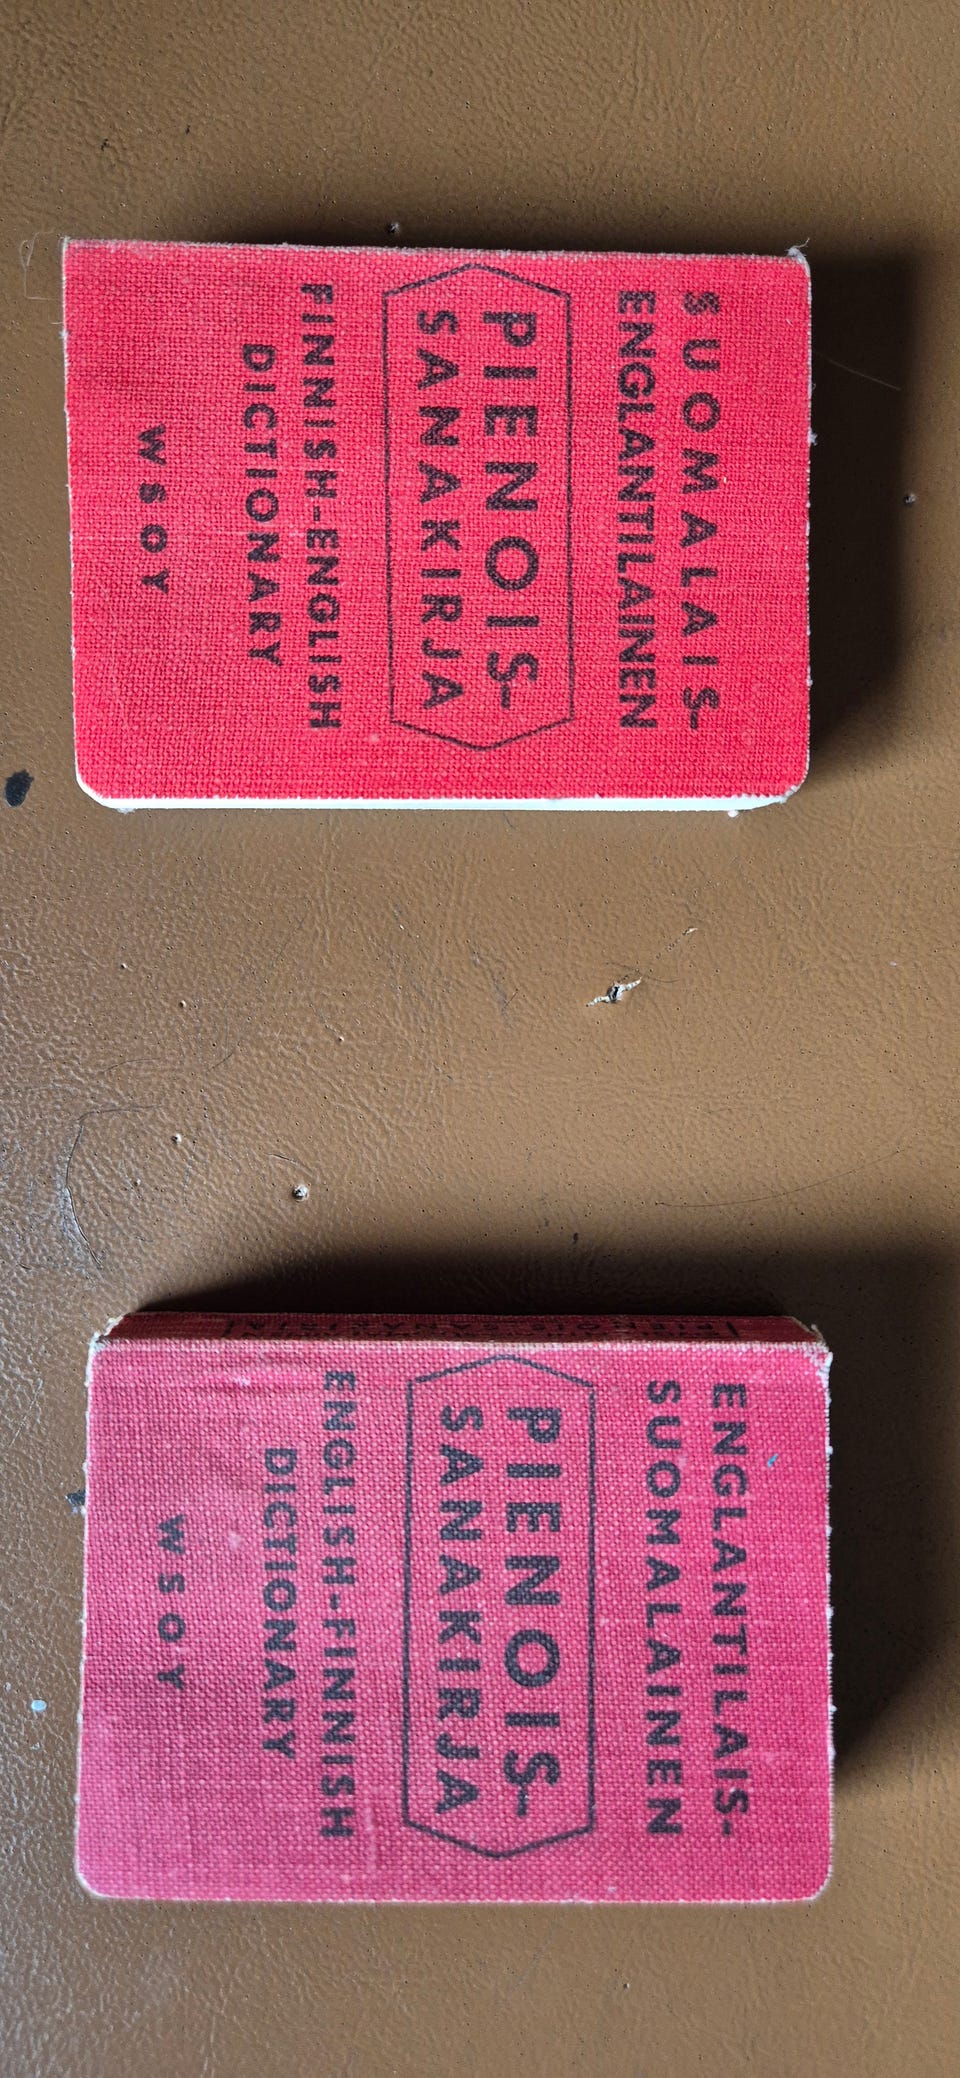 SUOMALAIS-
ENGLANTILAINEN
PIENOIS-
SANAKIRJA
FINNISH-ENGLISH
DICTIONARY
WSOY
ENGLANTILAIS-
SUOMALAINEN
PIENOIS-
SANAKIRJA
ENGLISH-FINNISH
DICTIONARY
WSOY